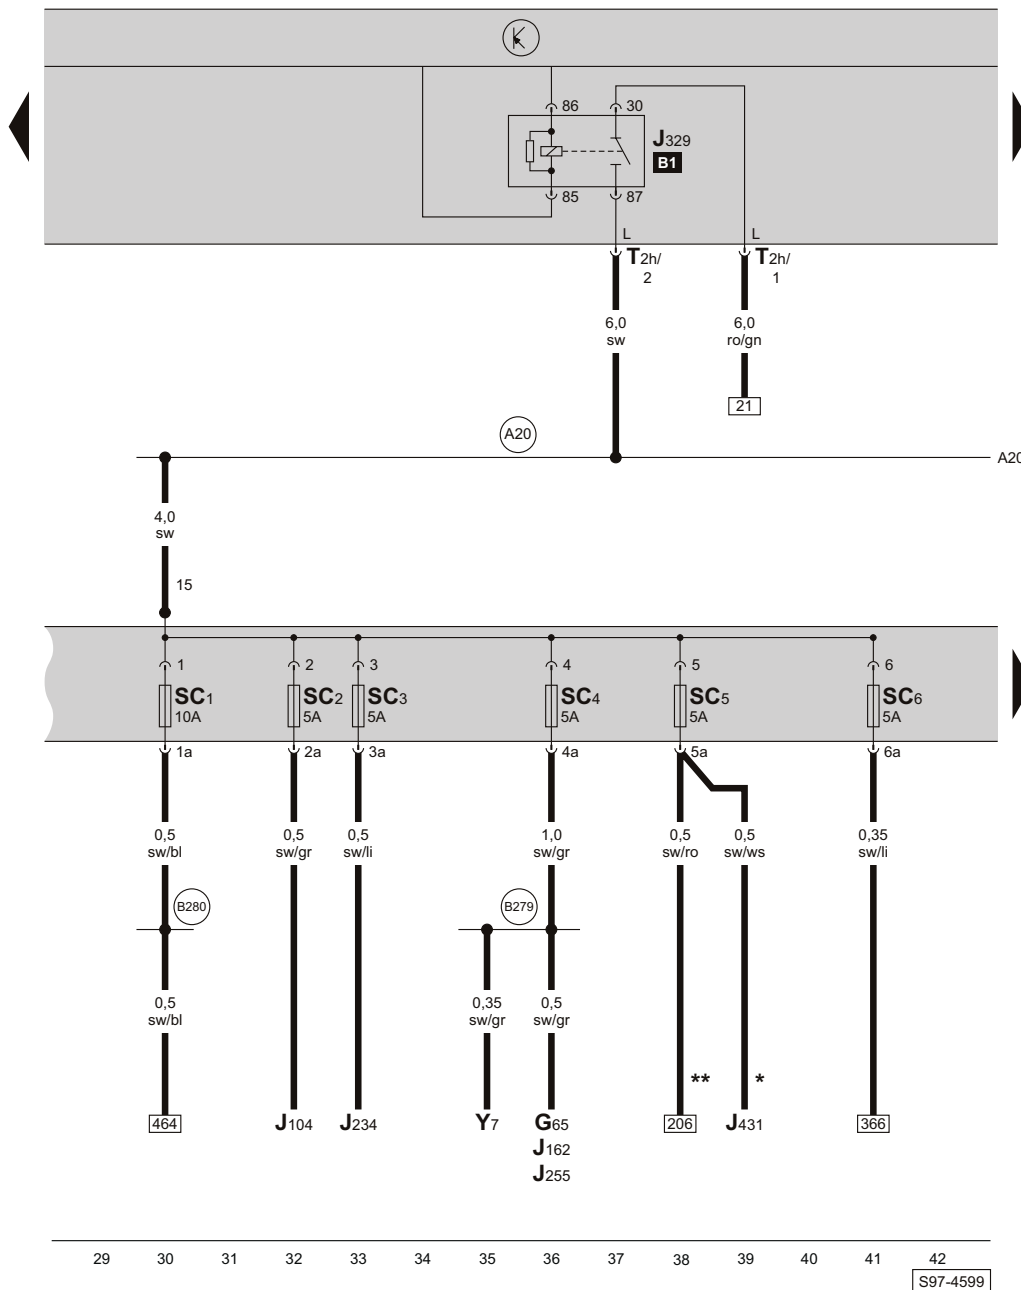 86 30
J329
B1
85 87
L L
T2h/ T2h/
2 1
6,0 6,0
sw ro/gn
21
A20
A20
4,0
sw
15
1 2 3 4 5 6
SC1 SC2 SC3 SC4 SC5 SC6
10A 5A 5A 5A 5A 5A
1a 2a 3a 4a 5a 6a
0,5 0,5 0,5 1,0 0,5 0,5 0,35
sw/bl sw/gr sw/li sw/gr sw/ro sw/ws sw/li
B280 B279
0,5 0,35 0,5
sw/bl sw/gr sw/gr
** *
464 J104 J234 Y7 G65 206 J431 366
J162
J255
29 30 31 32 33 34 35 36 37 38 39 40 41 42
S97-4599